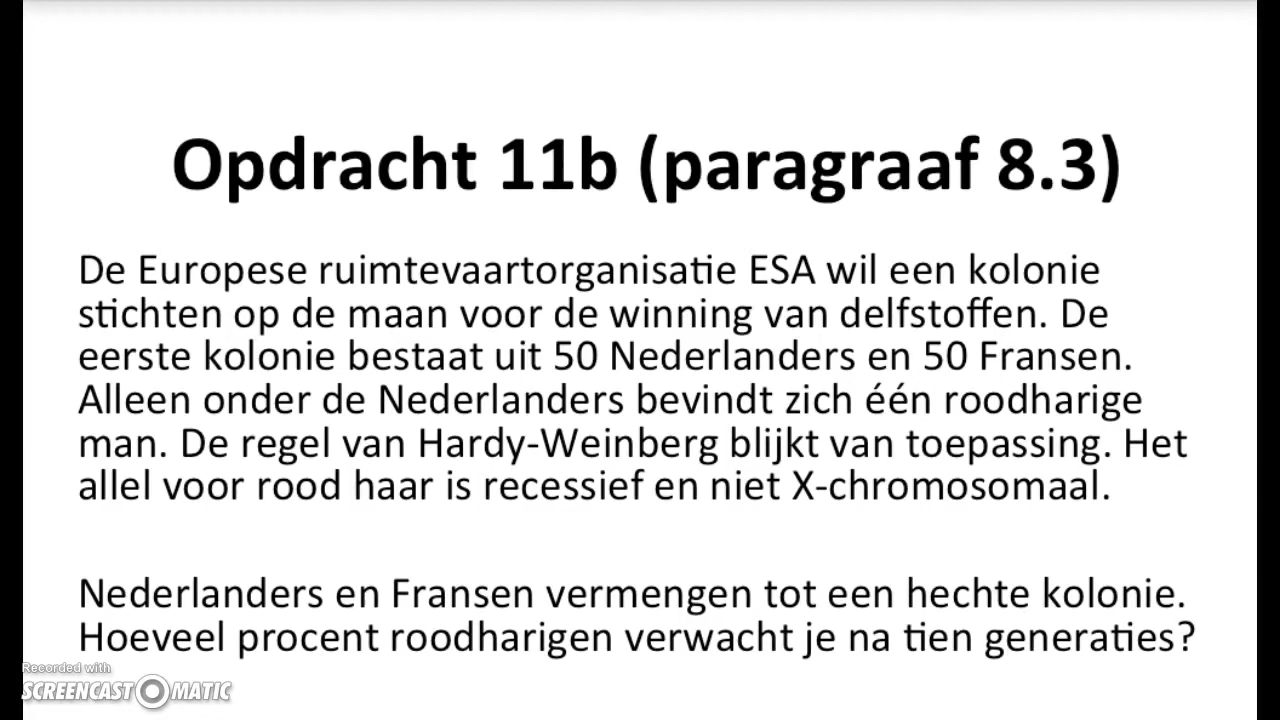 Opdracht 11b (paragraaf 8.3)
De Europese ruimtevaartorganisatie ESA wil een kolonie
stichten op de maan voor de winning van delfstoffen. De
eerste kolonie bestaat uit 50 Nederlanders en 50 Fransen.
Alleen onder de Nederlanders bevindt zich één roodharige
man. De regel van Hardy-Weinberg blijkt van toepassing. Het
allel voor rood haar is recessief en niet X-chromosomaal.
Nederlanders en Fransen vermengen tot een hechte kolonie.
Hoeveel procent roodharigen verwacht je na tien generaties?
Recorded with
SCREENCAST-O-MATIC